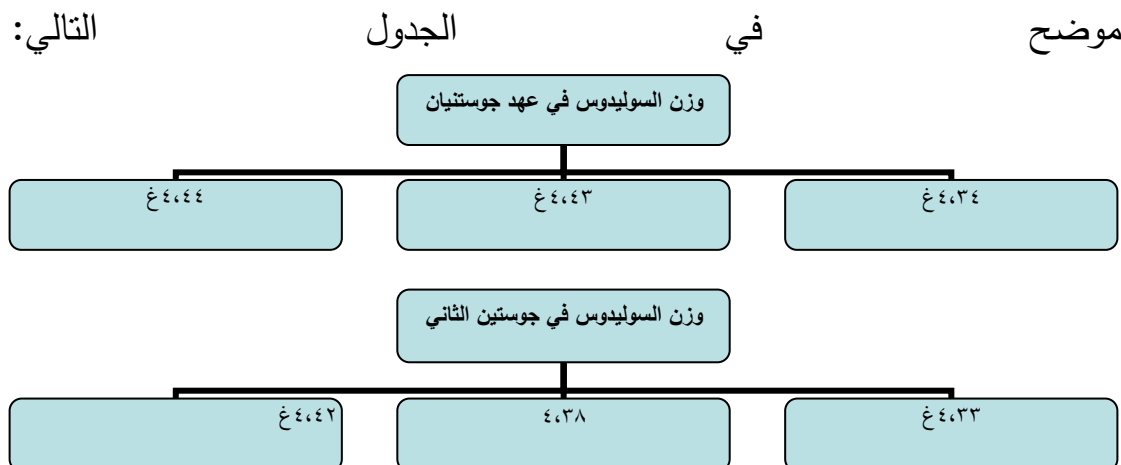 موضح في الجدول التالي:
وزن السوليدوس في عهد جوستنيان
٤،٣٤غ
٤،٤٣غ
٤،٤٤غ
وزن السوليدوس في جوستين الثاني
٤،٣٣غ
٤،٣٨
٤،٤٢غ